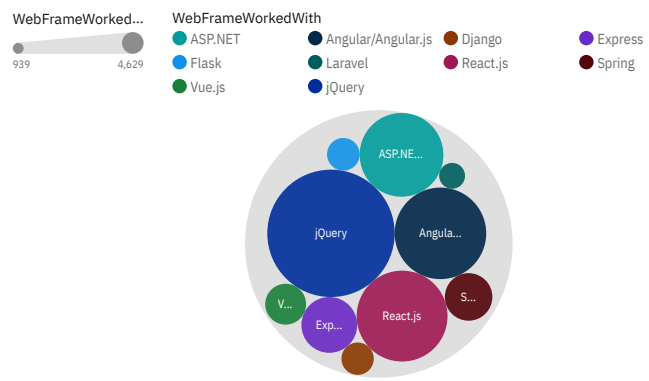 WebFrameWorked...
939 4,629
WebFrameWorkedWith
ASP.NET Angular/Angular.js Django Express
Flask Laravel React.js Spring
Vue.js jQuery
ASP.NE...
jQuery
Angula...
V...
S...
Exp...
React.js